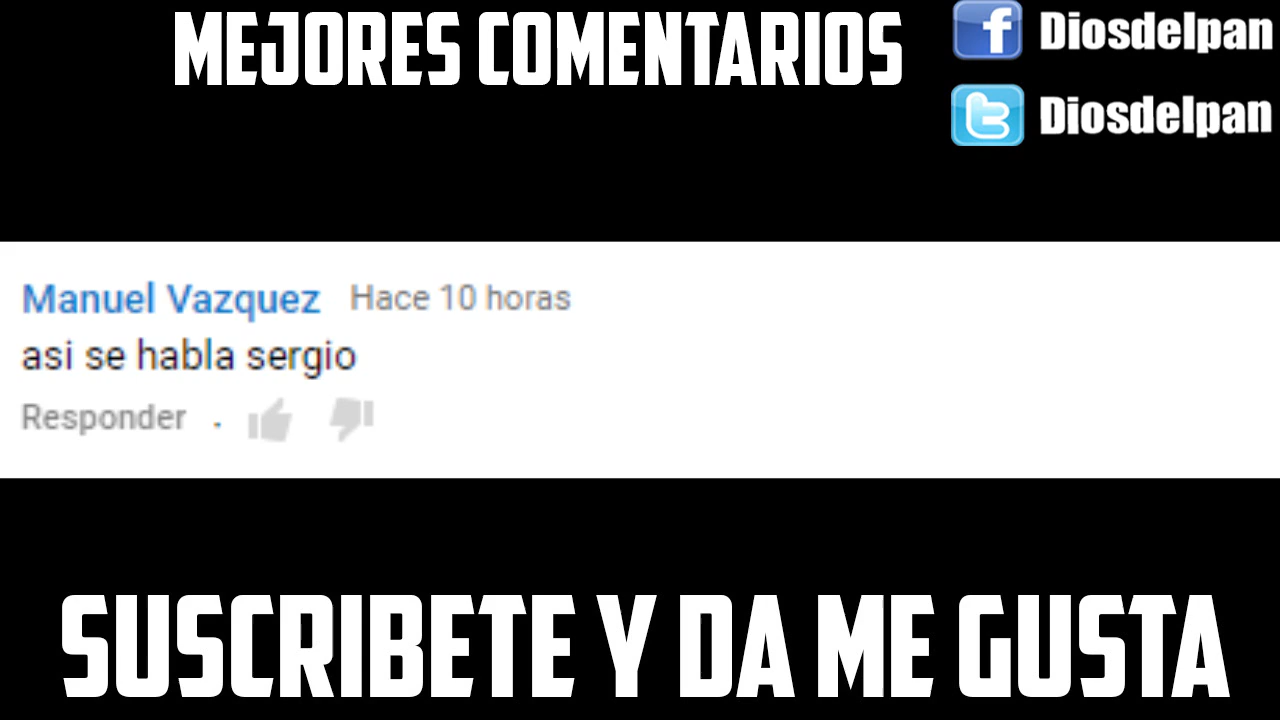 MEJORES COMENTARIOS
Diosdelpan
Diosdelpan
Manuel Vazquez Hace 10 horas
asi se habla sergio
Responder .
SUSCRIBETE Y DA ME GUSTA